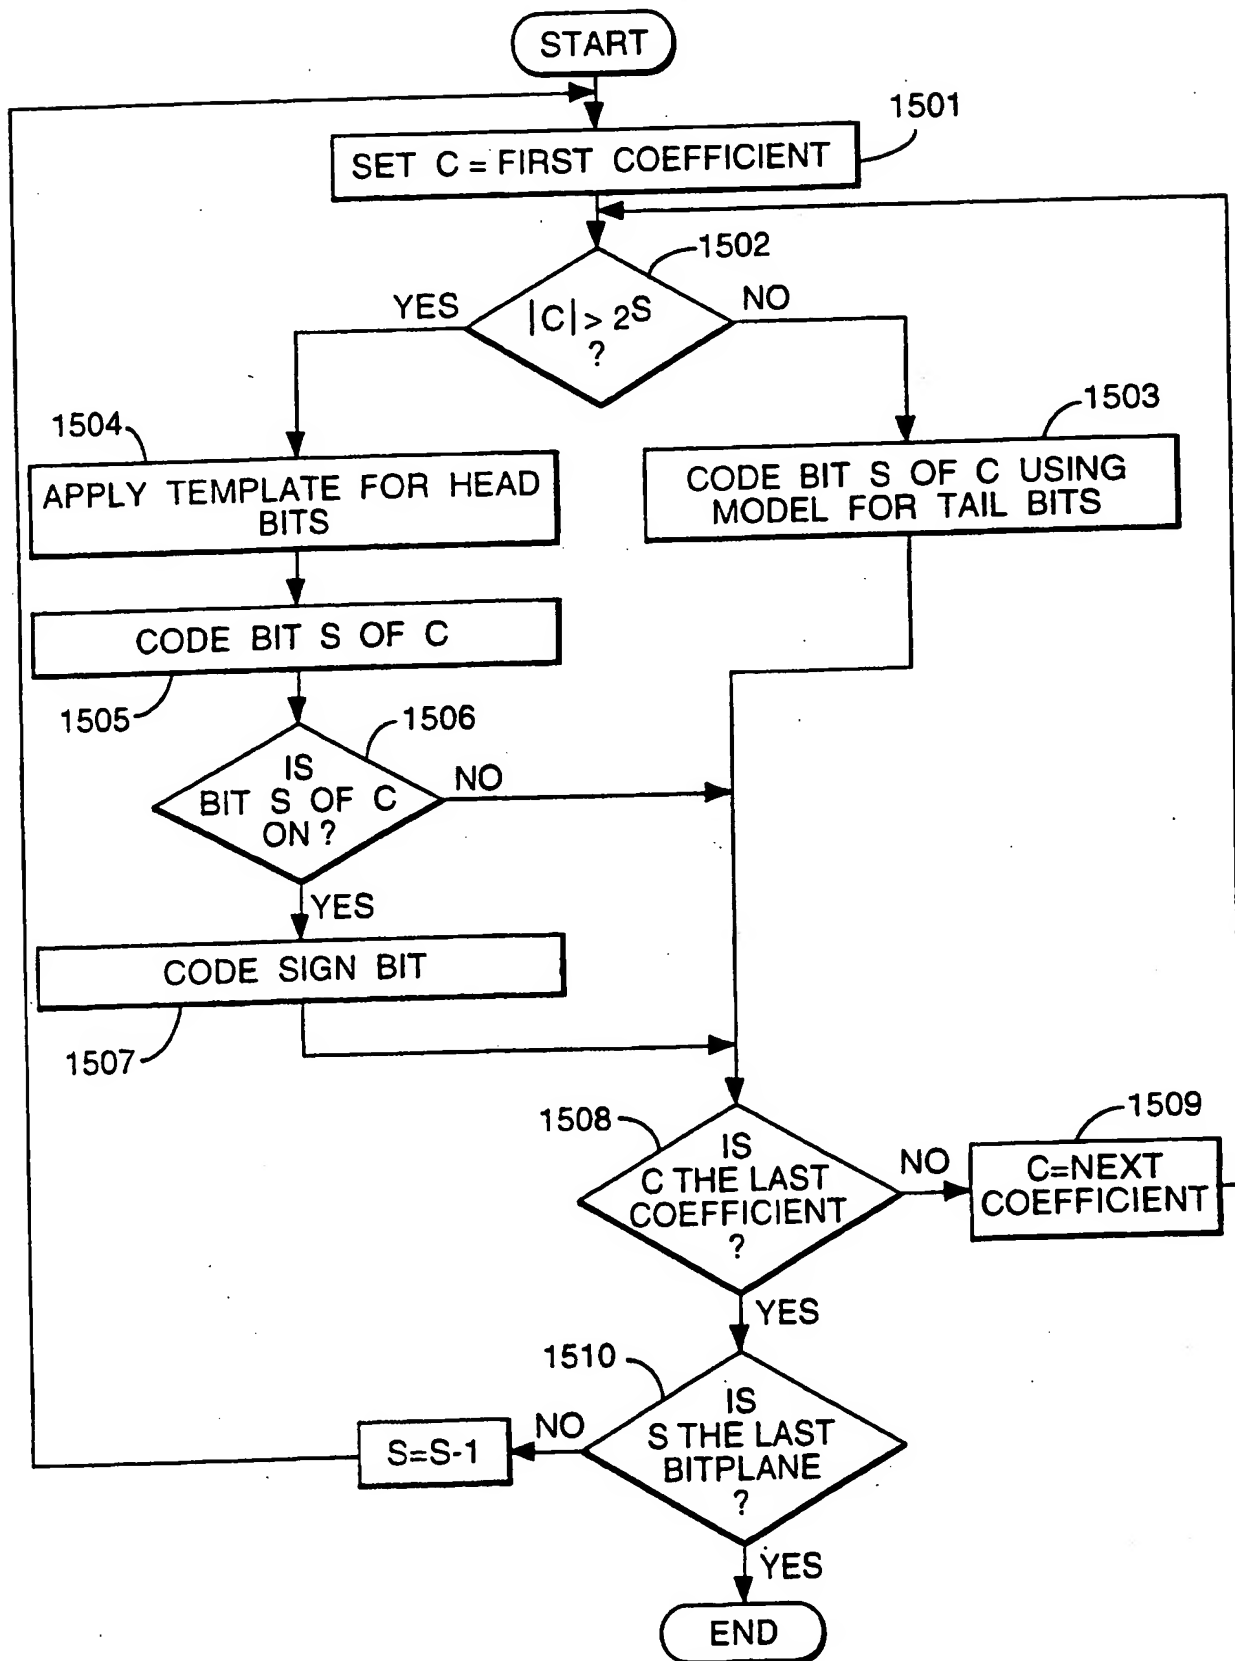 START
1501
SET C = FIRST COEFFICIENT
1502
YES
|C| > 2^S
?
NO
1504
APPLY TEMPLATE FOR HEAD
BITS
1503
CODE BIT S OF C USING
MODEL FOR TAIL BITS
CODE BIT S OF C
1505
1506
IS
BIT S OF C
ON ?
NO
YES
CODE SIGN BIT
1507
1508
IS
C THE LAST
COEFFICIENT
?
NO
1509
C=NEXT
COEFFICIENT
YES
1510
IS
S THE LAST
BITPLANE
?
NO
S=S-1
YES
END